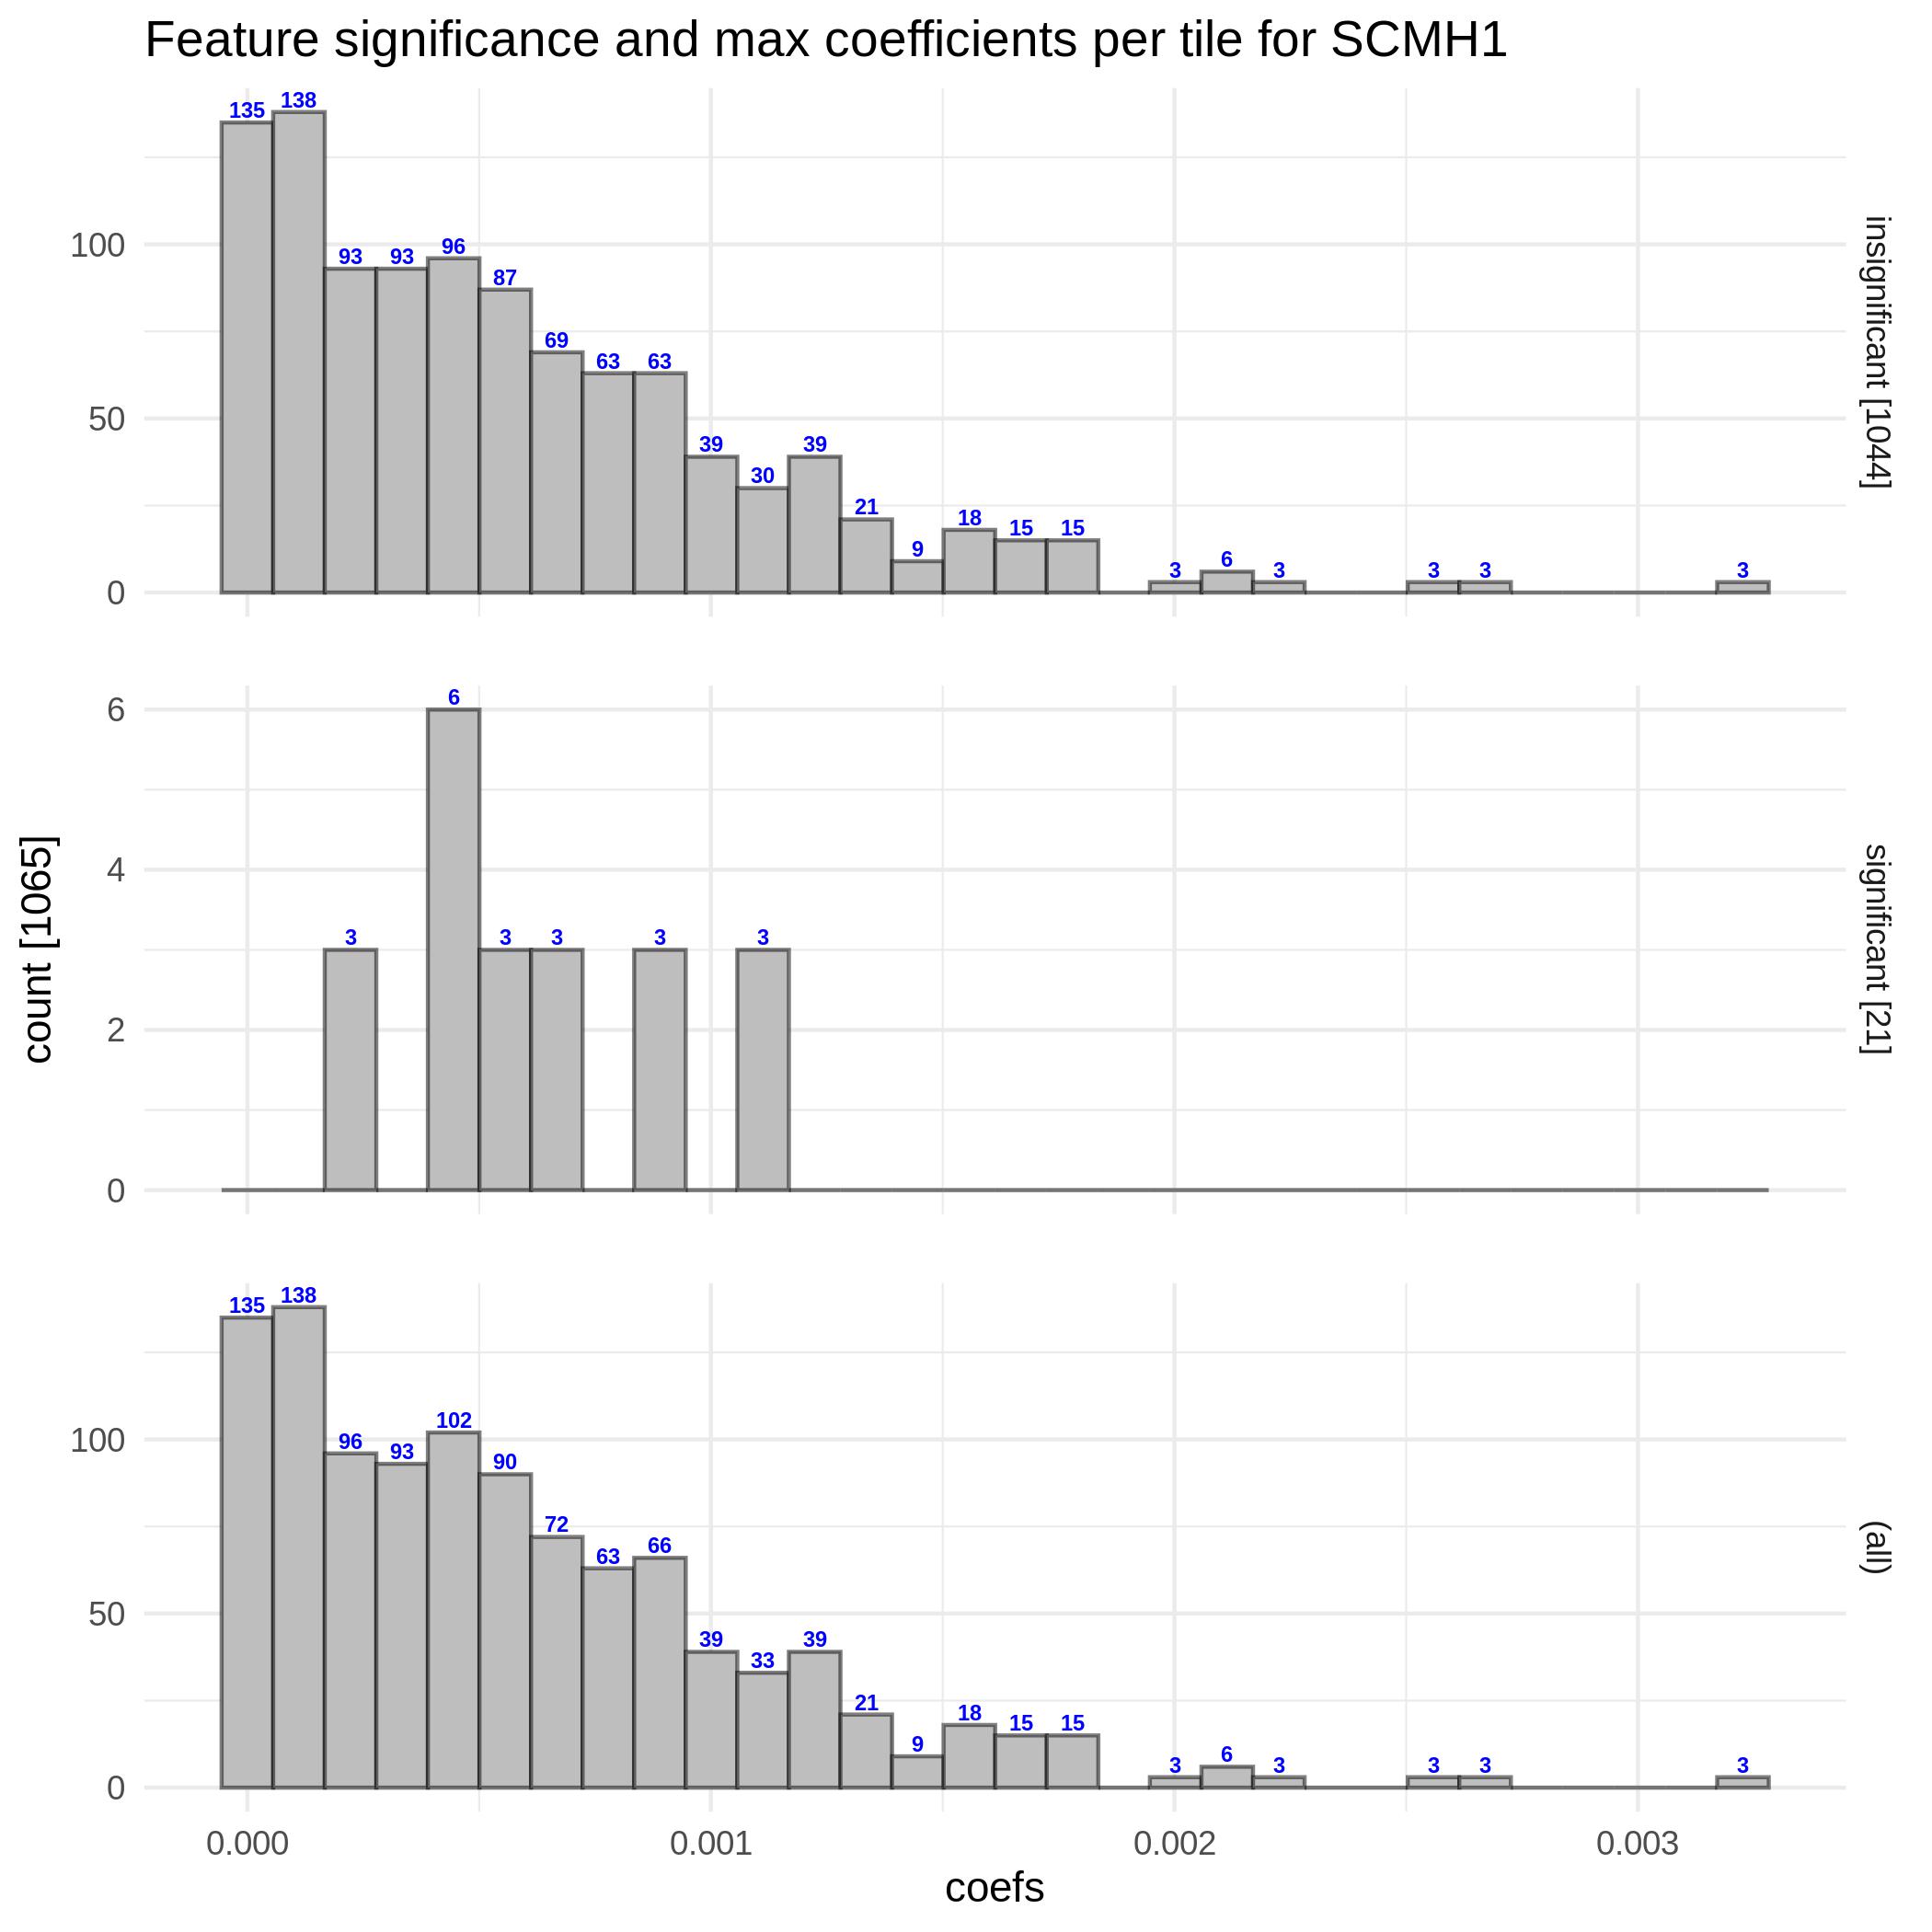 Feature significance and max coefficients per tile for SCMH1
135 138 93 93 96 87 69 63 63 39 30 39 21 9 18 15 15 3 6 3 3 3 3
100
50
0
insignificant [1044]
3 6 3 3 3 3
6
4
2
0
significant [21]
count [1065]
135 138 96 93 102 90 72 63 66 39 33 39 21 9 18 15 15 3 6 3 3 3 3
100
50
0
(all)
0.000 0.001 0.002 0.003
coefs